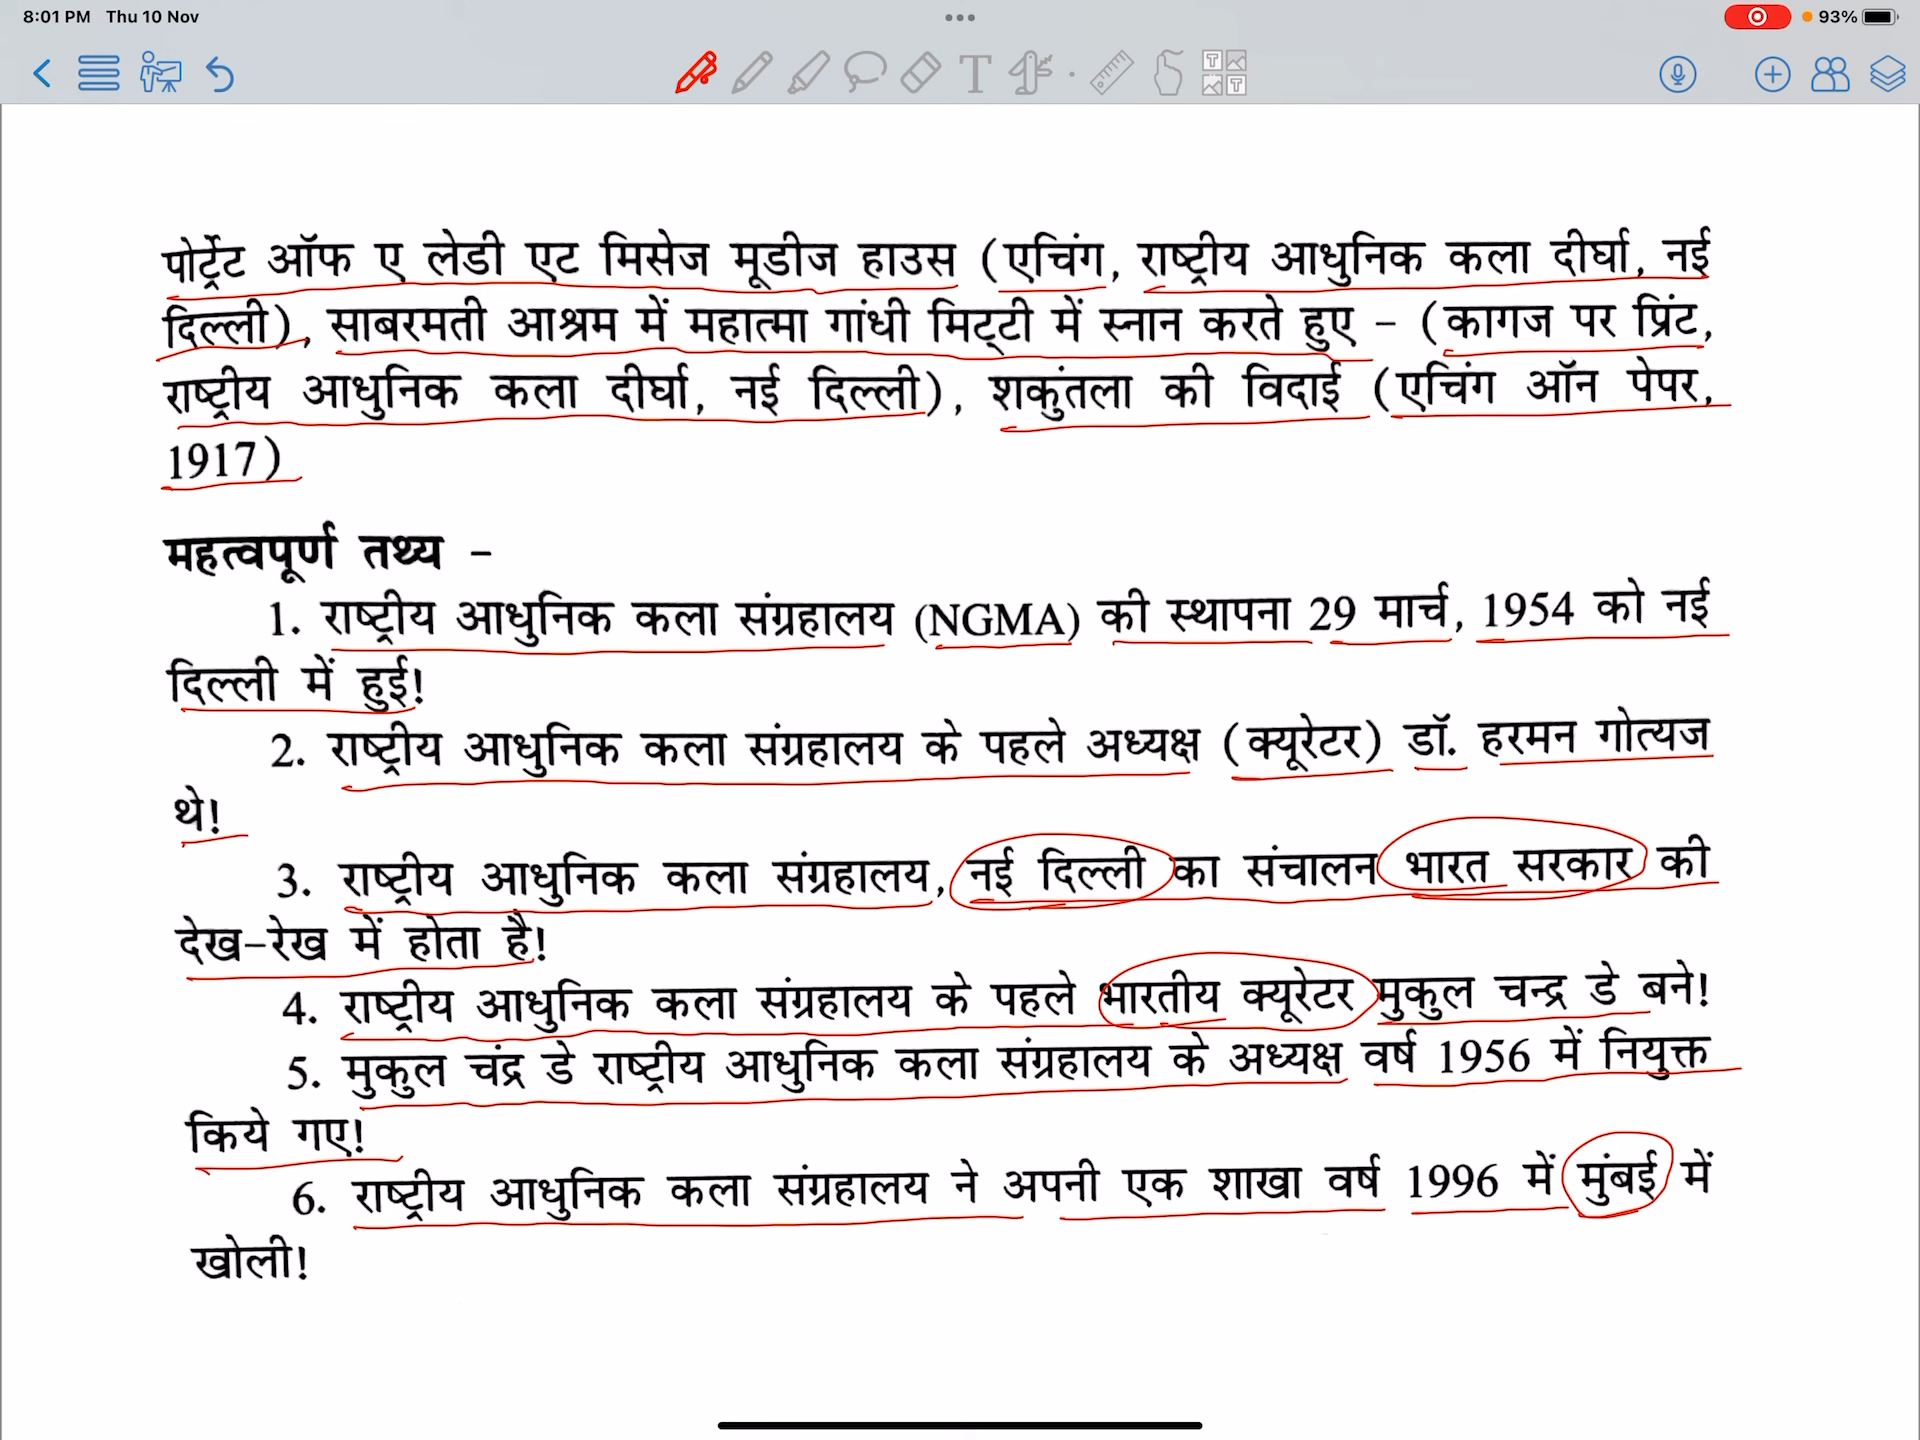 8:01 PM Thu 10 Nov
93%
पोर्ट्रेट ऑफ ए लेडी एट मिसेज मूडीज हाउस (एचिंग, राष्ट्रीय आधुनिक कला दीर्घा, नई
दिल्ली), साबरमती आश्रम में महात्मा गांधी मिट्टी में स्नान करते हुए – (कागज पर प्रिंट,
राष्ट्रीय आधुनिक कला दीर्घा, नई दिल्ली), शकुंतला की विदाई (एचिंग ऑन पेपर,
1917)
महत्वपूर्ण तथ्य –
1. राष्ट्रीय आधुनिक कला संग्रहालय (NGMA) की स्थापना 29 मार्च, 1954 को नई
दिल्ली में हुई!
2. राष्ट्रीय आधुनिक कला संग्रहालय के पहले अध्यक्ष (क्यूरेटर) डॉ. हरमन गोत्यज
थे!
3. राष्ट्रीय आधुनिक कला संग्रहालय, नई दिल्ली का संचालन भारत सरकार की
देख-रेख में होता है!
4. राष्ट्रीय आधुनिक कला संग्रहालय के पहले भारतीय क्यूरेटर मुकुल चन्द्र डे बने!
5. मुकुल चंद्र डे राष्ट्रीय आधुनिक कला संग्रहालय के अध्यक्ष वर्ष 1956 में नियुक्त
किये गए!
6. राष्ट्रीय आधुनिक कला संग्रहालय ने अपनी एक शाखा वर्ष 1996 में मुंबई में
खोली!